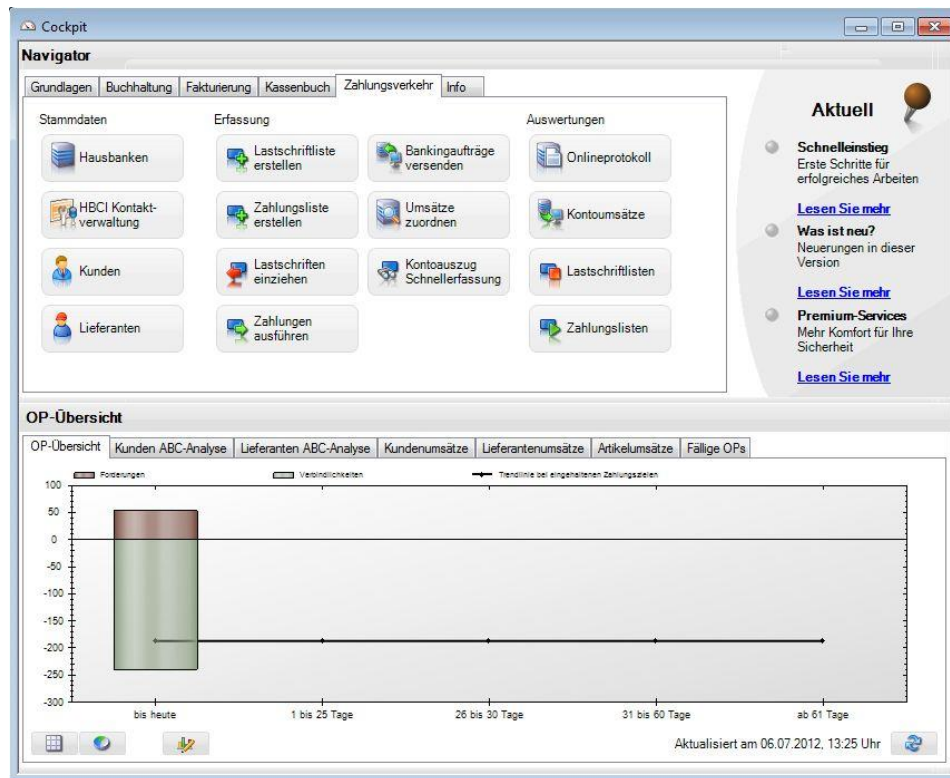 Cockpit
Navigator
Grundlagen
Buchhaltung
Fakturierung
Kassenbuch
Zahlungsverkehr
Info
Stammdaten
Hausbanken
HBCI Kontakt-
verwaltung
Kunden
Lieferanten
Erfassung
Lastschriftliste
erstellen
Zahlungsliste
erstellen
Lastschriften
einziehen
Zahlungen
ausführen
Bankingaufträge
versenden
Umsätze
zuordnen
Kontoauszug
Schnellerfassung
Auswertungen
Onlineprotokoll
Kontoumsätze
Lastschriftlisten
Zahlungslisten
Aktuell
Schnelleinstieg
Erste Schritte für
erfolgreiches Arbeiten
Lesen Sie mehr
Was ist neu?
Neuerungen in dieser
Version
Lesen Sie mehr
Premium-Services
Mehr Komfort für Ihre
Sicherheit
Lesen Sie mehr
OP-Übersicht
OP-Übersicht
Kunden ABC-Analyse
Lieferanten ABC-Analyse
Kundenumsätze
Lieferantenumsätze
Artikelumsätze
Fällige OPs
Forderungen
Verbindlichkeiten
Trendlinie bei eingehaltenen Zahlungszielen
100
50
0
-50
-100
-150
-200
-250
-300
bis heute
1 bis 25 Tage
26 bis 30 Tage
31 bis 60 Tage
ab 61 Tage
Aktualisiert am 06.07.2012, 13:25 Uhr